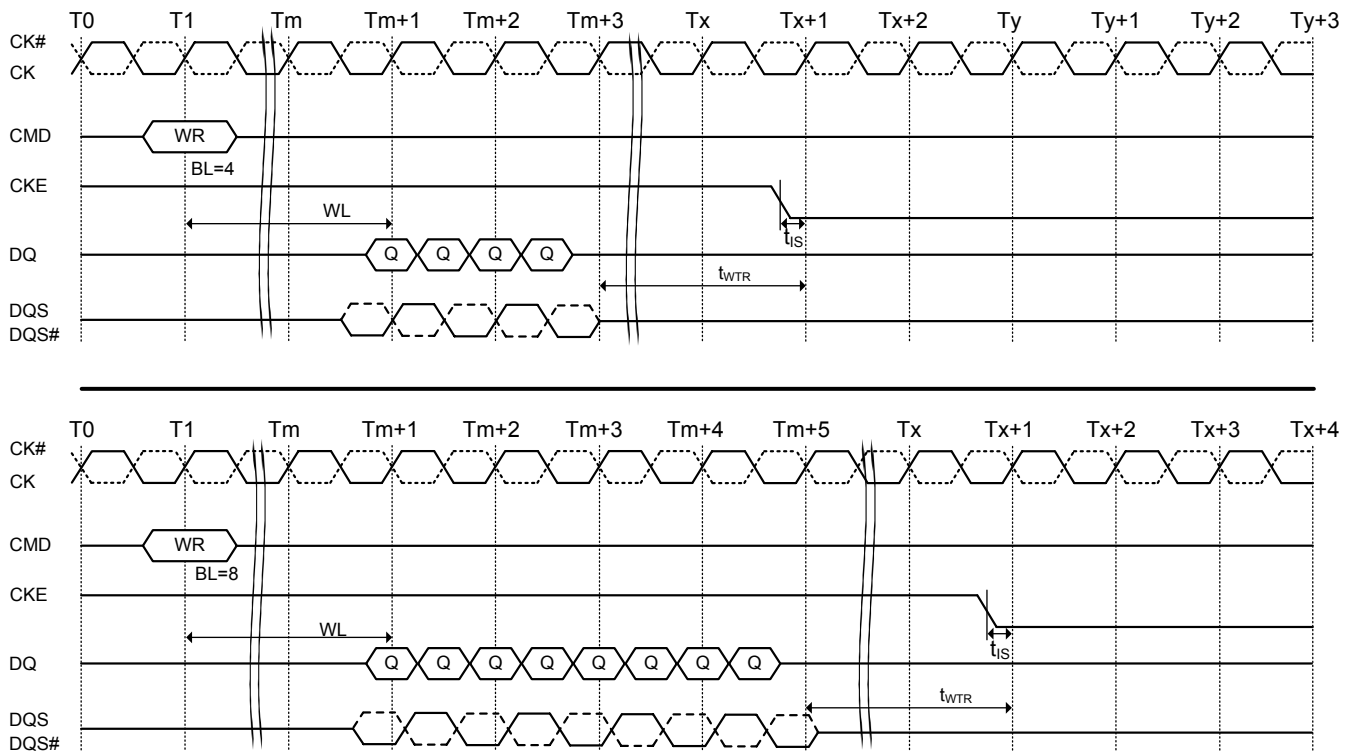 T0 T1 Tm Tm+1 Tm+2 Tm+3 Tx Tx+1 Tx+2 Ty Ty+1 Ty+2 Ty+3
CK#
CK
CMD WR
BL=4
CKE
WL
tIS
DQ Q Q Q Q
tWTR
DQS
DQS#
T0 T1 Tm Tm+1 Tm+2 Tm+3 Tm+4 Tm+5 Tx Tx+1 Tx+2 Tx+3 Tx+4
CK#
CK
CMD WR
BL=8
CKE
WL
tIS
DQ Q Q Q Q Q Q Q Q
tWTR
DQS
DQS#